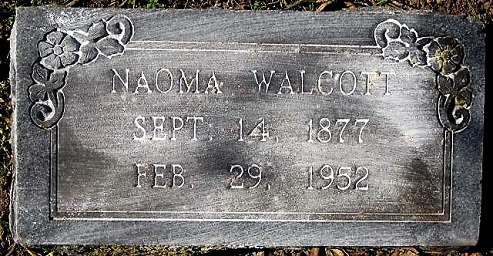 NAOMA WALCOTT
SEPT. 14, 1877
FEB. 29, 1952